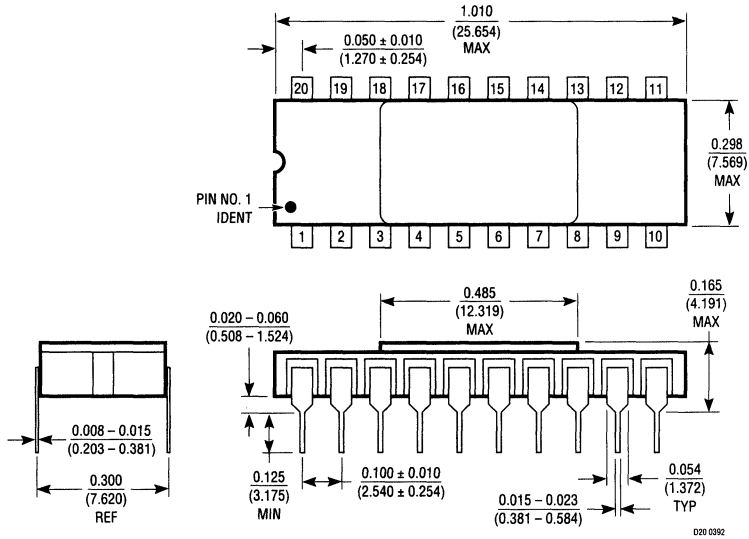 1.010
(25.654)
MAX
0.050 ± 0.010
(1.270 ± 0.254)
20 19 18 17 16 15 14 13 12 11
0.298
(7.569)
MAX
PIN NO. 1
IDENT
1 2 3 4 5 6 7 8 9 10
0.485
(12.319)
MAX
0.165
(4.191)
MAX
0.020 – 0.060
(0.508 - 1.524)
0.008 – 0.015
(0.203 - 0.381)
0.300
(7.620)
REF
0.125
(3.175)
MIN
0.100 ± 0.010
(2.540 ± 0.254)
0.054
(1.372)
TYP
0.015 – 0.023
(0.381 - 0.584)
D20 0392